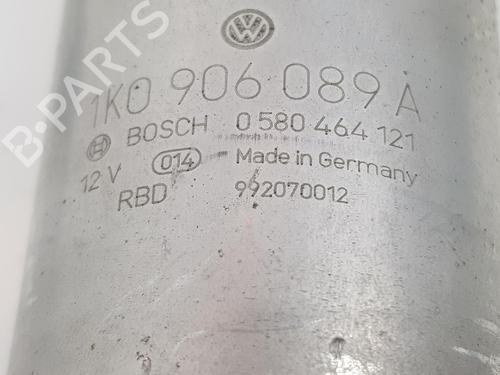 1K0 906 089 A
BOSCH 0 580 464 121
12 V 014 - Made in Germany
RBD 992070012
B-PARTS